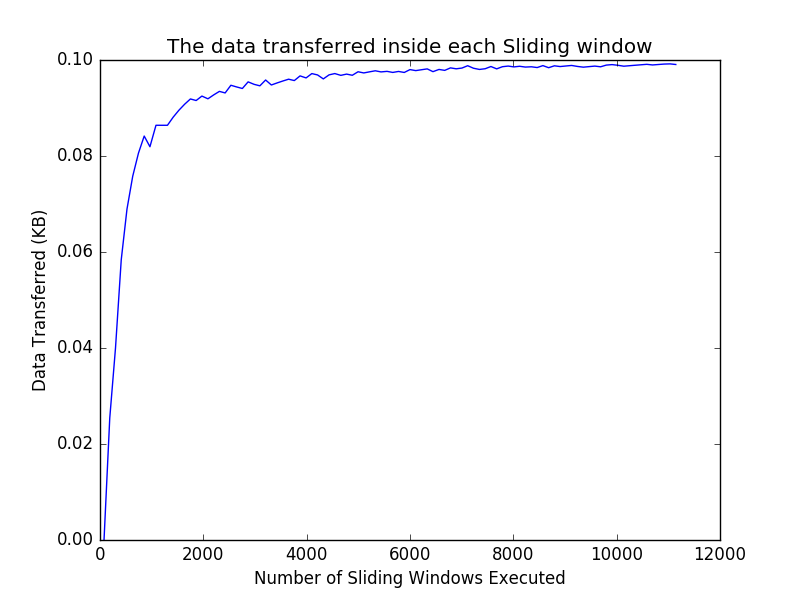 The data transferred inside each Sliding window
0.10
0.08
0.06
0.04
0.02
0.00
Data Transferred (KB)
0 2000 4000 6000 8000 10000 12000
Number of Sliding Windows Executed